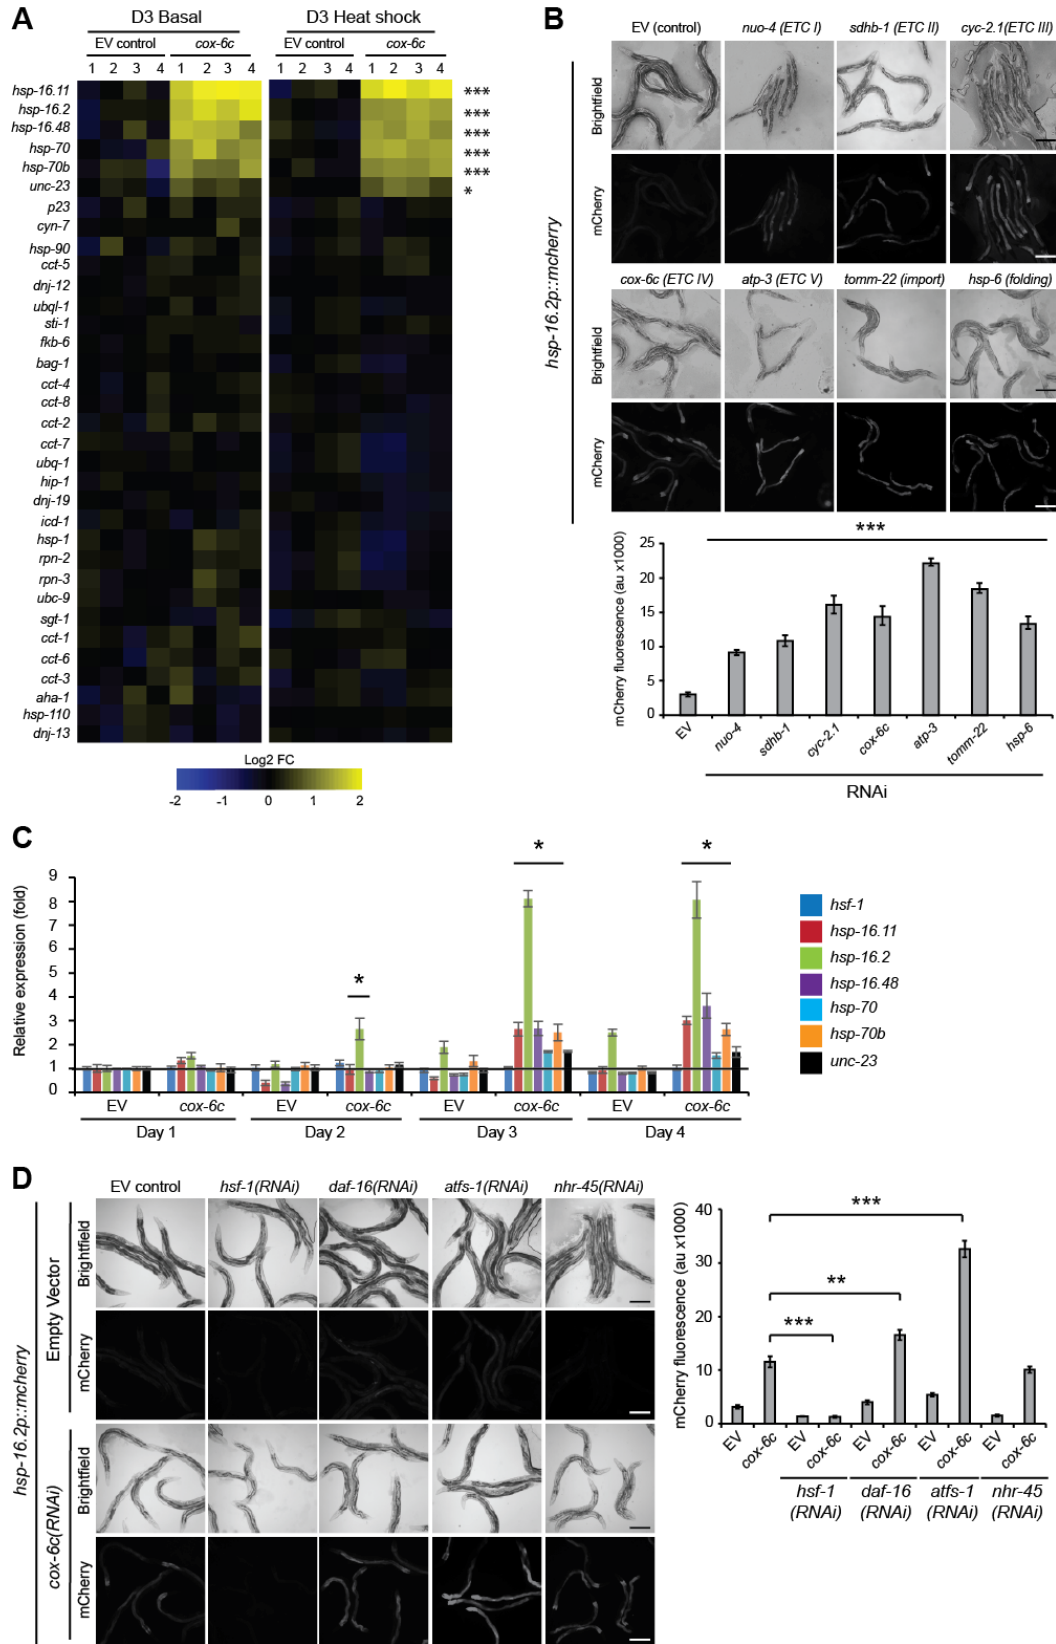 A
D3 Basal
D3 Heat shock
EV control
cox-6c
EV control
cox-6c
1 2 3 4 1 2 3 4
1 2 3 4 1 2 3 4
hsp-16.11 ***
hsp-16.2 ***
hsp-16.48 ***
hsp-70 ***
hsp-70b ***
unc-23 *
p23
cyn-7
hsp-90
cct-5
dnj-12
ubql-1
sti-1
fkb-6
bag-1
cct-4
cct-8
cct-2
cct-7
ubq-1
hip-1
dnj-19
icd-1
hsp-1
rpn-2
rpn-3
ubc-9
sgt-1
cct-1
cct-6
cct-3
aha-1
hsp-110
dnj-13
Log2 FC
-2 -1 0 1 2
B
EV (control) nuo-4 (ETC I) sdhb-1 (ETC II) cyc-2.1(ETC III)
Brightfield
mCherry
cox-6c (ETC IV) atp-3 (ETC V) tomm-22 (import) hsp-6 (folding)
Brightfield
mCherry
hsp-16.2p::mcherry
***
mCherry fluorescence (au x1000)
25
20
15
10
5
0
EV nuo-4 sdhb-1 cyc-2.1 cox-6c atp-3 tomm-22 hsp-6
RNAi
C
Relative expression (fold)
9
8
7
6
5
4
3
2
1
0
*
*
*
EV cox-6c EV cox-6c EV cox-6c EV cox-6c
Day 1 Day 2 Day 3 Day 4
hsf-1
hsp-16.11
hsp-16.2
hsp-16.48
hsp-70
hsp-70b
unc-23
D
EV control hsf-1(RNAi) daf-16(RNAi) atfs-1(RNAi) nhr-45(RNAi)
hsp-16.2p::mcherry
Empty Vector
Brightfield
mCherry
cox-6c(RNAi)
Brightfield
mCherry
mCherry fluorescence (au x1000)
40
30
20
10
0
***
**
***
EV cox-6c EV cox-6c EV cox-6c EV cox-6c EV cox-6c
hsf-1 daf-16 atfs-1 nhr-45
(RNAi) (RNAi) (RNAi) (RNAi)